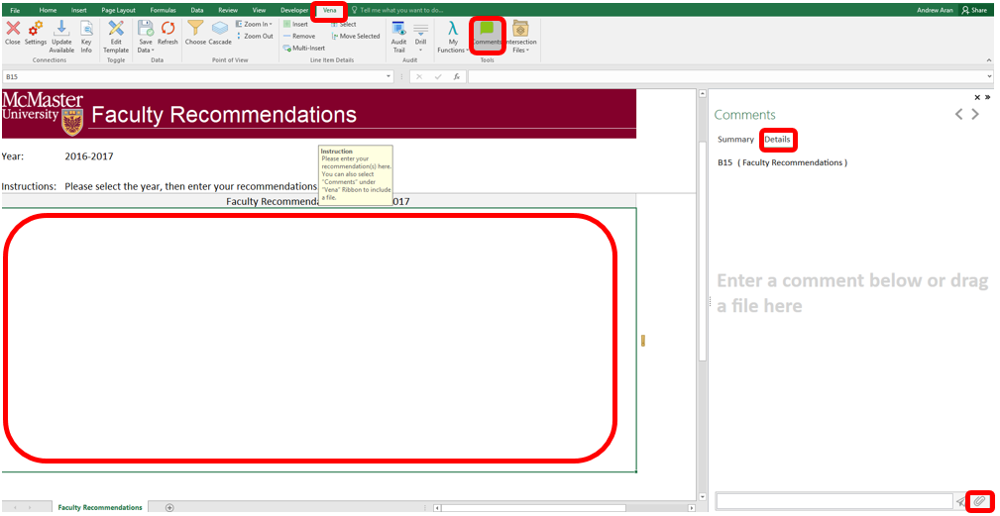 File Home Insert Page Layout Formulas Data Review View Developer Vena Tell me what you want to do... Andrew Aran Share
Close Settings Update Available Key Info Edit Template Save Data Refresh Choose Cascade Zoom In Zoom Out Insert Remove Multi-Insert Select Move Selected Audit Trail Drill My Functions Comments Intersection Files
Connections Toggle Data Point of View Line Item Details Audit Tools
B15 fx
McMaster
University
Faculty Recommendations
Year: 2016-2017
Instructions: Please select the year, then enter your recommendations
Instruction
Please enter your
recommendation(s) here.
You can also select
"Comments" under
"Vena" Ribbon to include
a file.
Faculty Recommenda 017
Comments
Summary Details
B15 ( Faculty Recommendations )
Enter a comment below or drag
a file here
Faculty Recommendations